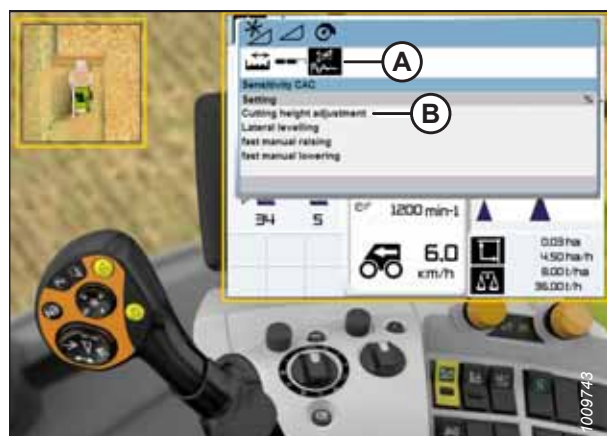 A
Sensitivity CAC
Setting %
Cutting height adjustment
B
Lateral levelling
fast manual raising
fast manual lowering
34 5
1200 min-1
6.0
km/h
0.03 ha
4.50 ha/h
8.00 t/ha
36.00 t/h
1009743